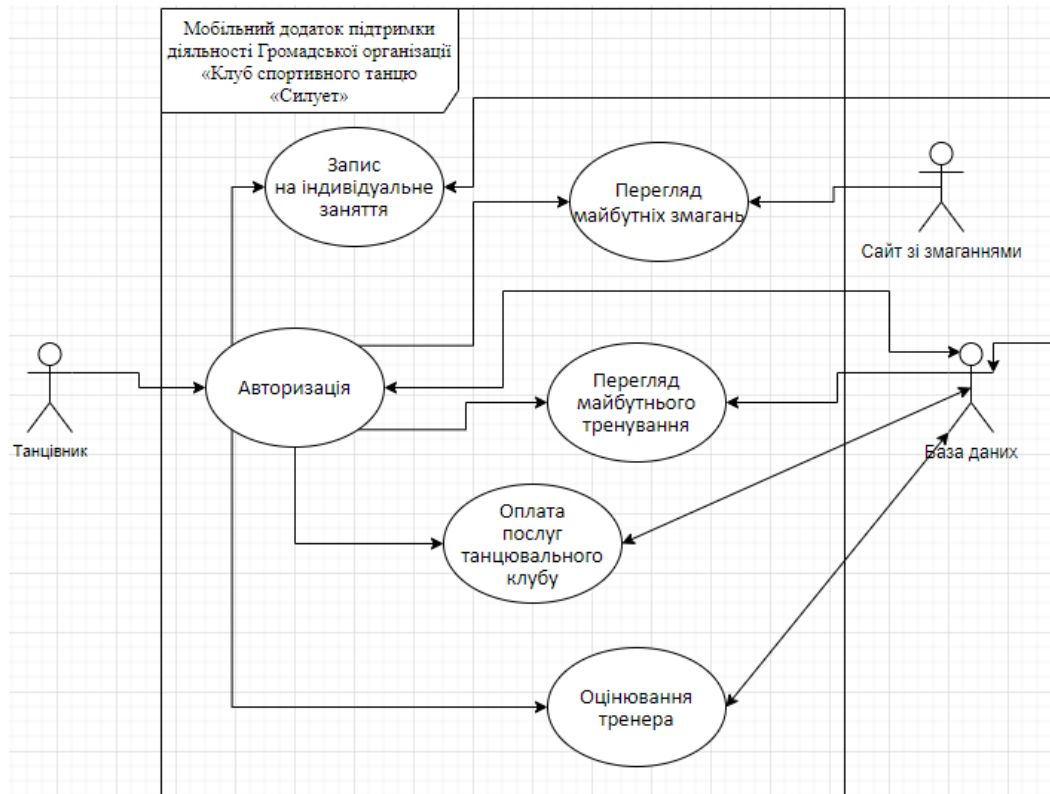 Мобільний додаток підтримки
діяльності Громадської організації
«Клуб спортивного танцю
«Силует»
Запис
на індивідуальне
заняття
Перегляд
майбутніх змагань
Сайт зі змаганнями
Авторизація
Перегляд
майбутнього
тренування
Танцівник
База даних
Оплата
послуг
танцювального
клубу
Оцінювання
тренера